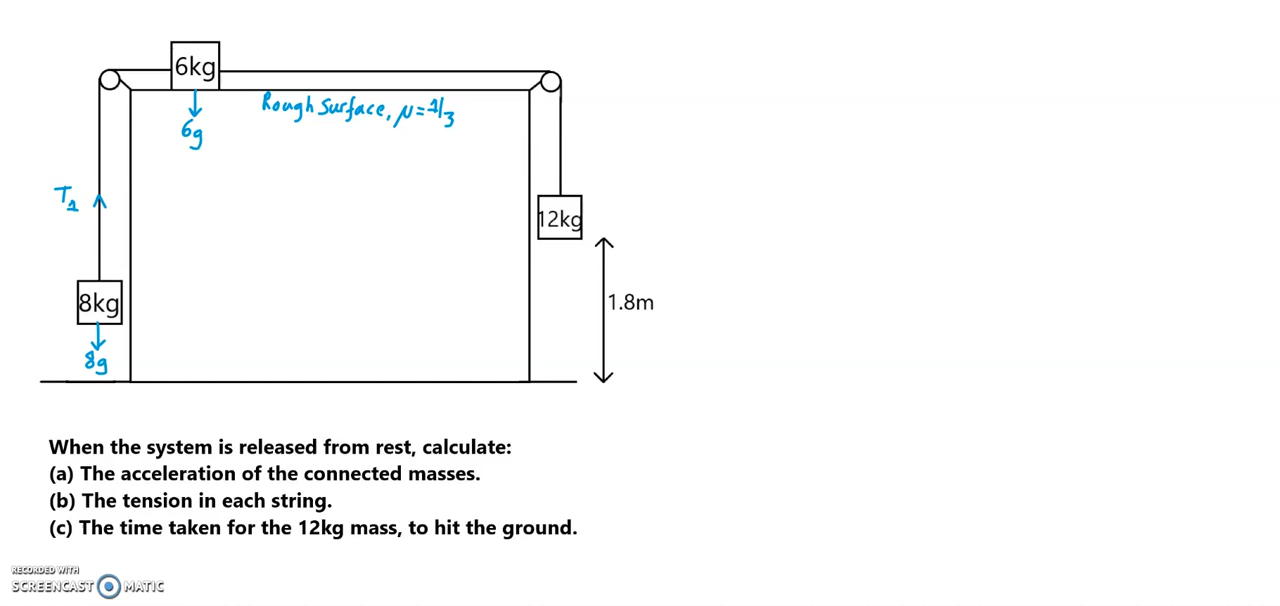 6kg
Rough Surface, μ=1/3
6g
T1
12kg
8kg
1.8m
8g
When the system is released from rest, calculate:
(a) The acceleration of the connected masses.
(b) The tension in each string.
(c) The time taken for the 12kg mass, to hit the ground.
RECORDED WITH
SCREENCAST MATIC